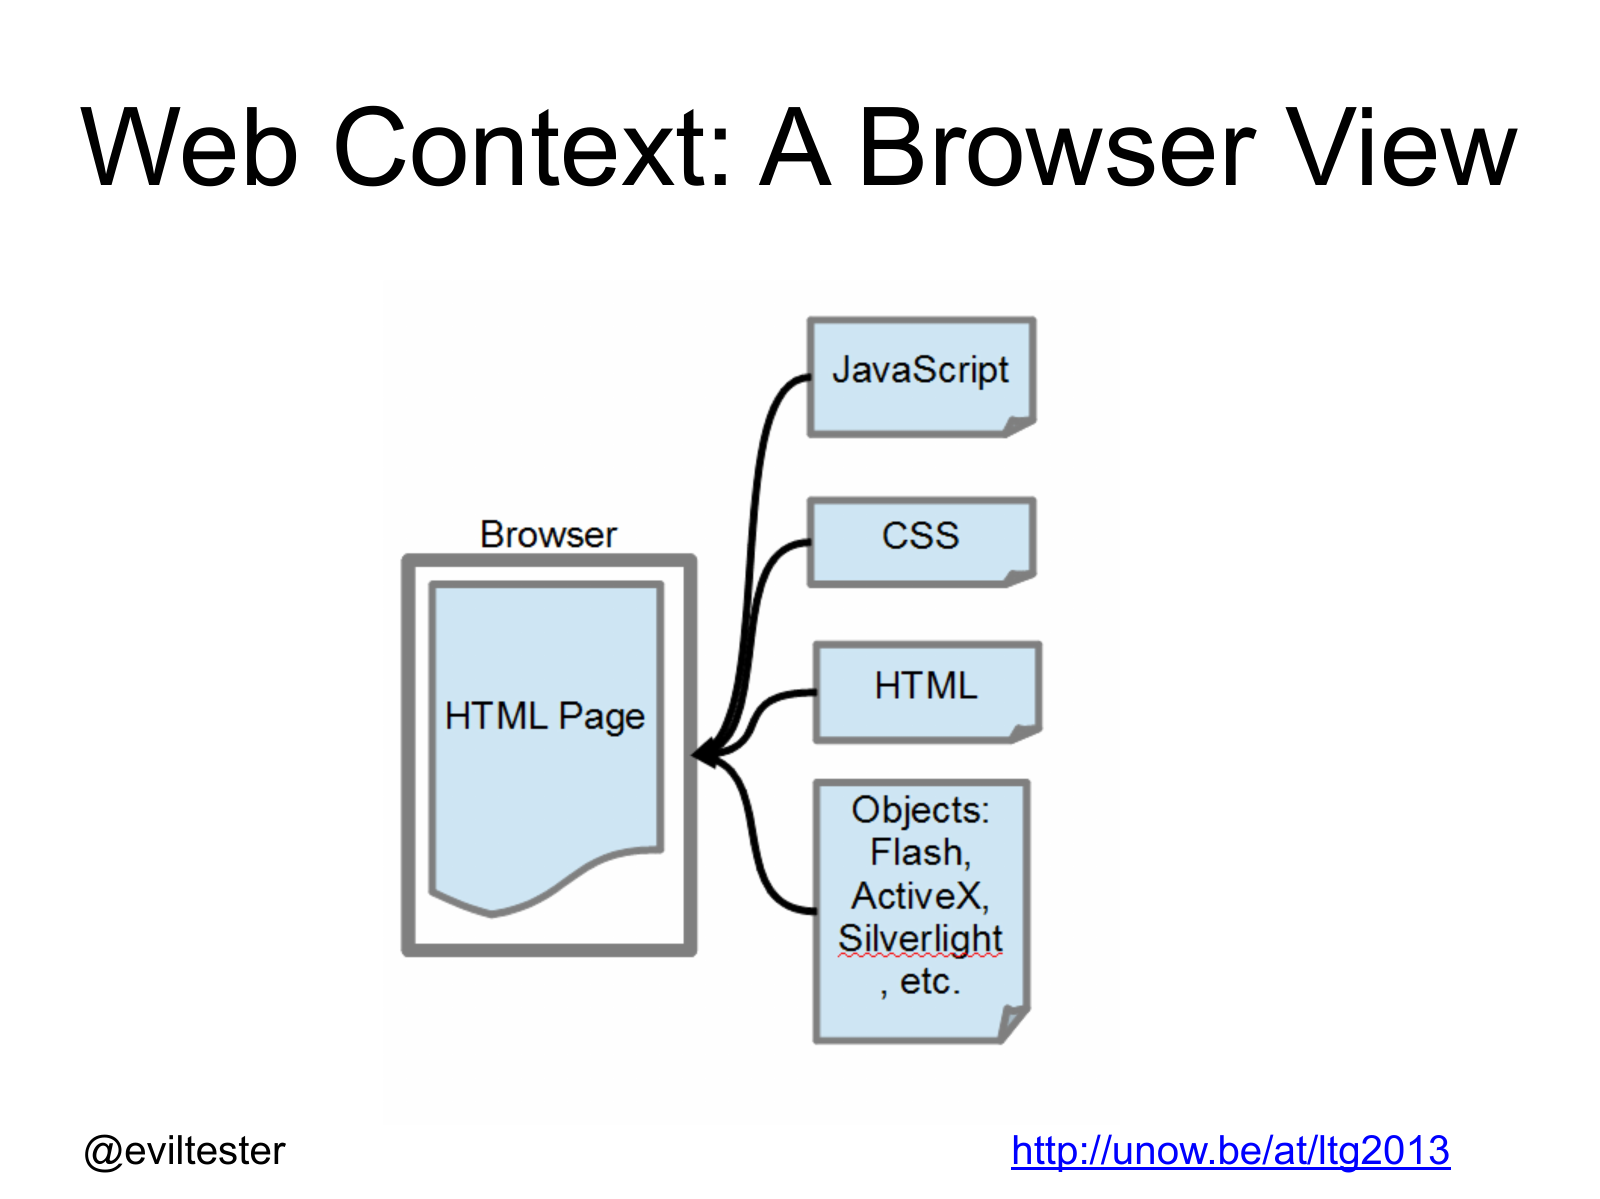 Web Context: A Browser View
JavaScript
CSS
Browser
HTML
HTML Page
Objects:
Flash,
ActiveX,
Silverlight
, etc.
@eviltester
http://unow.be/at/ltg2013